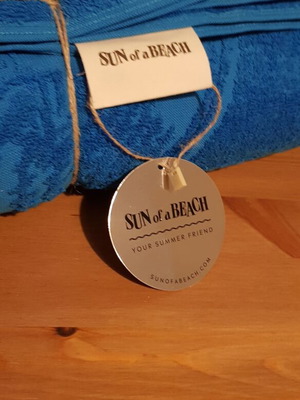 SUN of a BEACH
SUN of a BEACH
YOUR SUMMER FRIEND
SUNOFABEACH.COM